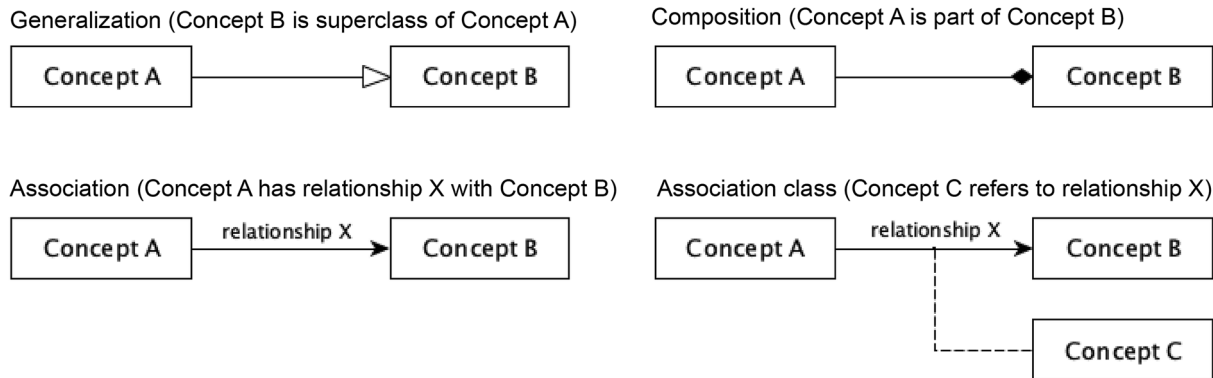 Generalization (Concept B is superclass of Concept A)
Concept A
Concept B
Composition (Concept A is part of Concept B)
Concept A
Concept B
Association (Concept A has relationship X with Concept B)
Concept A
relationship X
Concept B
Association class (Concept C refers to relationship X)
Concept A
relationship X
Concept B
Concept C